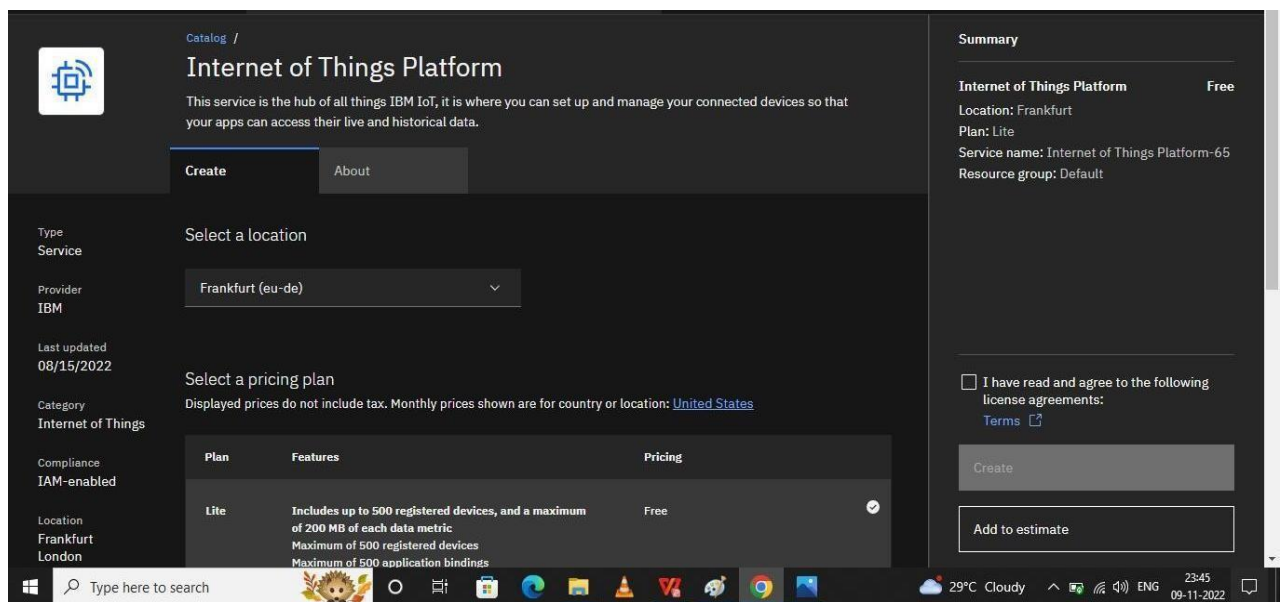 Catalog /
Internet of Things Platform
This service is the hub of all things IBM IoT, it is where you can set up and manage your connected devices so that
your apps can access their live and historical data.
Create
About
Type
Service
Provider
IBM
Last updated
08/15/2022
Category
Internet of Things
Compliance
IAM-enabled
Location
Frankfurt
London
Select a location
Frankfurt (eu-de)
Select a pricing plan
Displayed prices do not include tax. Monthly prices shown are for country or location: United States
Plan Features Pricing
Lite Includes up to 500 registered devices, and a maximum Free
of 200 MB of each data metric
Maximum of 500 registered devices
Maximum of 500 application bindings
Summary
Internet of Things Platform Free
Location: Frankfurt
Plan: Lite
Service name: Internet of Things Platform-65
Resource group: Default
I have read and agree to the following
license agreements:
Terms
Create
Add to estimate
Type here to search
29°C Cloudy
ENG
23:45
09-11-2022